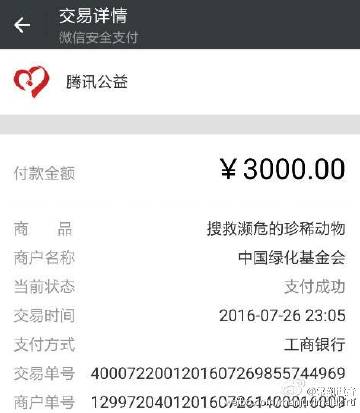 交易详情
微信安全支付
腾讯公益
付款金额 ¥3000.00
商 品 搜救濒危的珍稀动物
商户名称 中国绿化基金会
当前状态 支付成功
交易时间 2016-07-26 23:05
支付方式 工商银行
交易单号 4000722001201607269855744969
商户单号